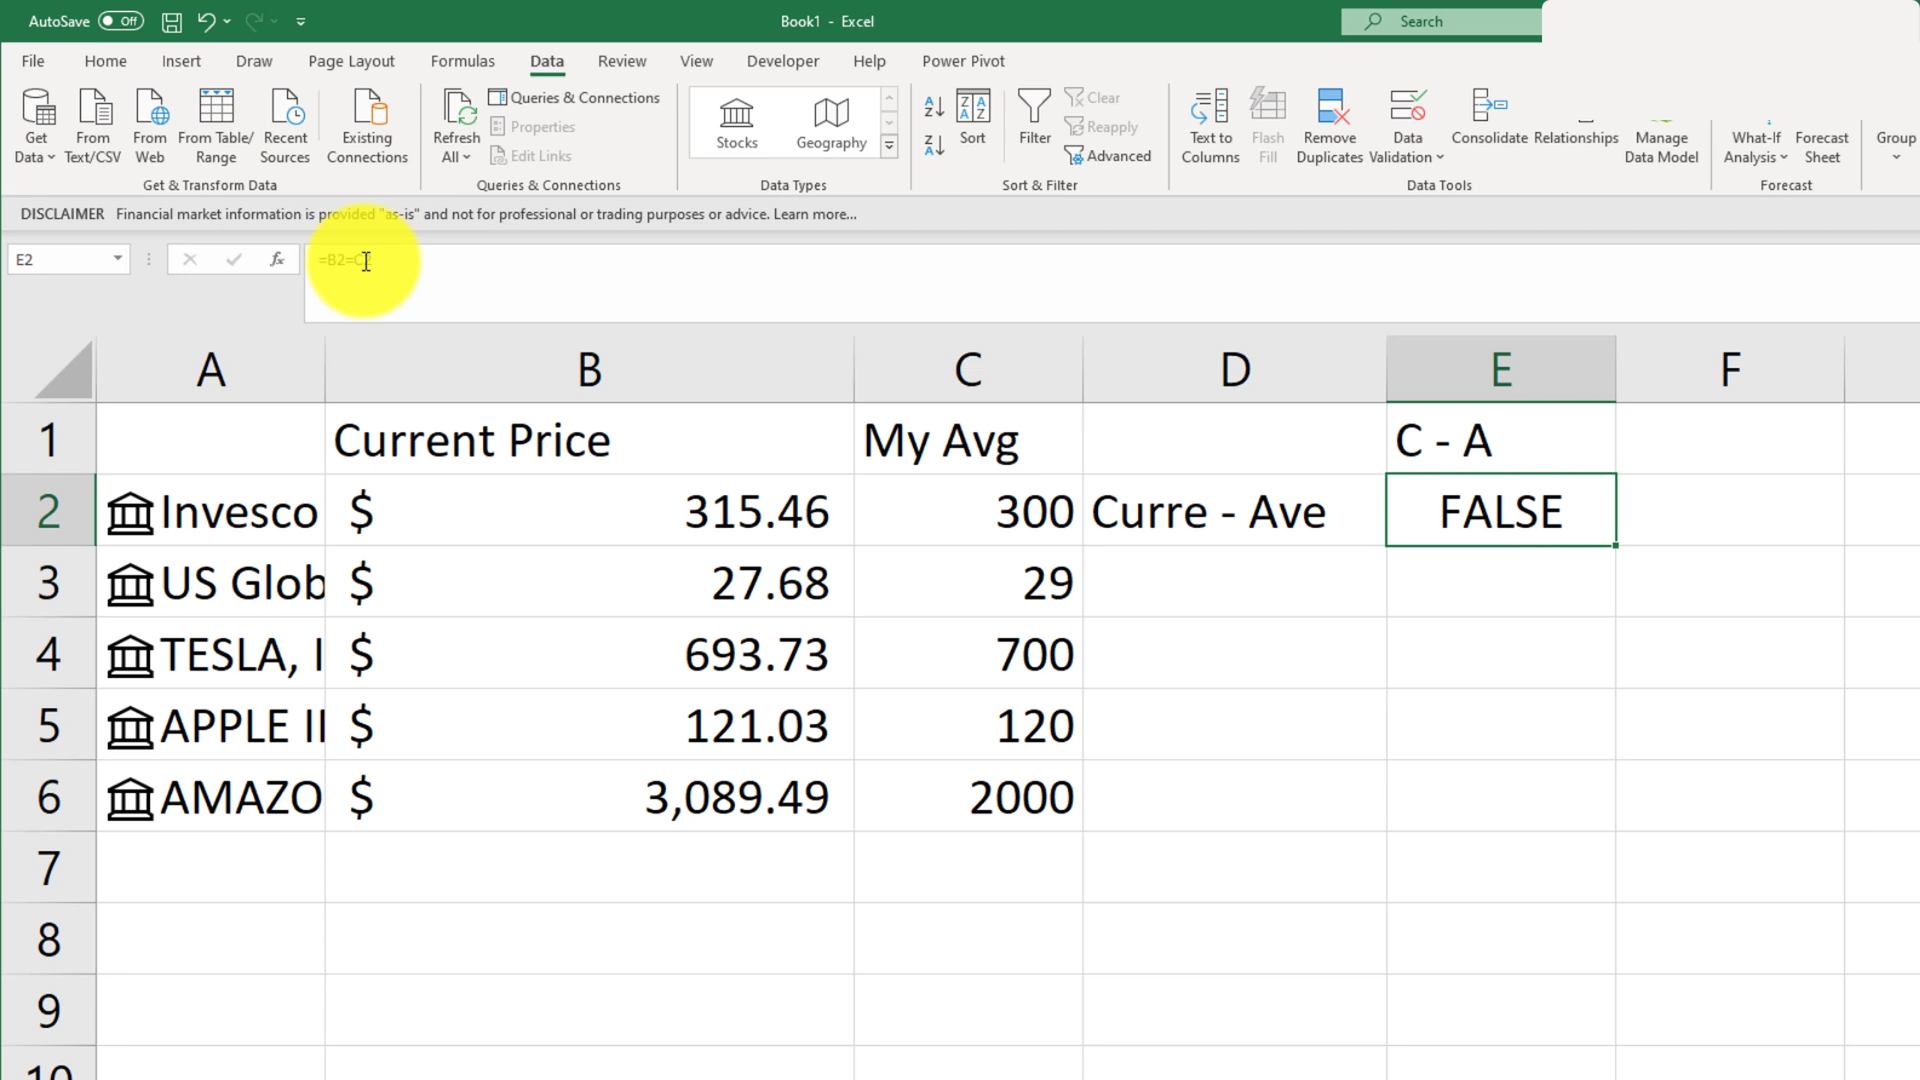 AutoSave Off Book1 - Excel Search
File Home Insert Draw Page Layout Formulas Data Review View Developer Help Power Pivot
Get Data
From Text/CSV
From Web
From Table/ Range
Recent Sources
Existing Connections
Get & Transform Data
Refresh All
Queries & Connections
Properties
Edit Links
Queries & Connections
Stocks
Geography
Data Types
Sort
Filter
Clear
Reapply
Advanced
Sort & Filter
Text to Columns
Flash Fill
Remove Duplicates
Data Validation
Consolidate
Relationships
Manage Data Model
Data Tools
What-If Analysis
Forecast Sheet
Forecast
Group
DISCLAIMER Financial market information is provided "as-is" and not for professional or trading purposes or advice. Learn more...
E2 fx =B2=C2
A B C D E F
1 Current Price My Avg C - A
2 Invesco $ 315.46 300 Curre - Ave FALSE
3 US Glob $ 27.68 29
4 TESLA, I $ 693.73 700
5 APPLE I $ 121.03 120
6 AMAZO $ 3,089.49 2000
7
8
9
10